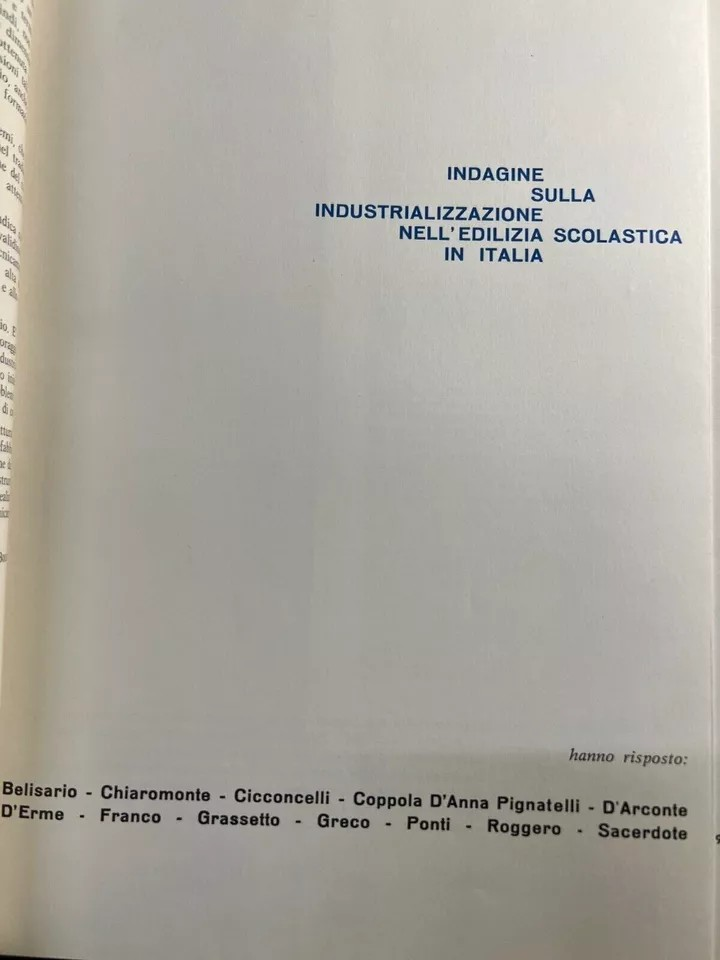 INDAGINE
SULLA
INDUSTRIALIZZAZIONE
NELL'EDILIZIA SCOLASTICA
IN ITALIA
hanno risposto:
Belisario - Chiaromonte - Cicconcelli - Coppola D'Anna Pignatelli - D'Arconte
D'Erme - Franco - Grassetto - Greco - Ponti - Roggero - Sacerdote